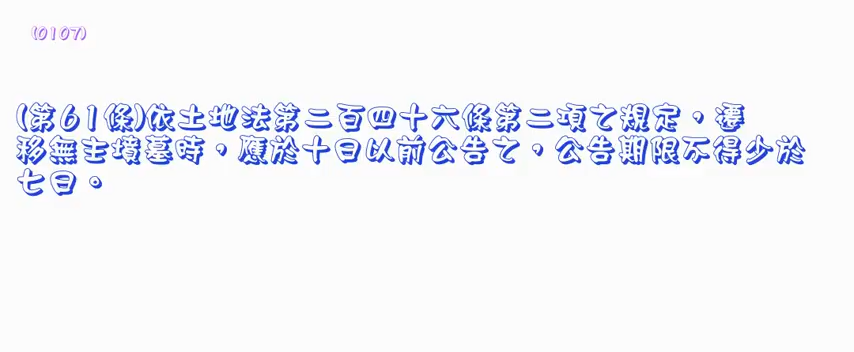 (0107)
(第61條)依土地法第二百四十六條第二項之規定，遷
移無主墳墓時，應於十日以前公告之，公告期限不得少於
七日。